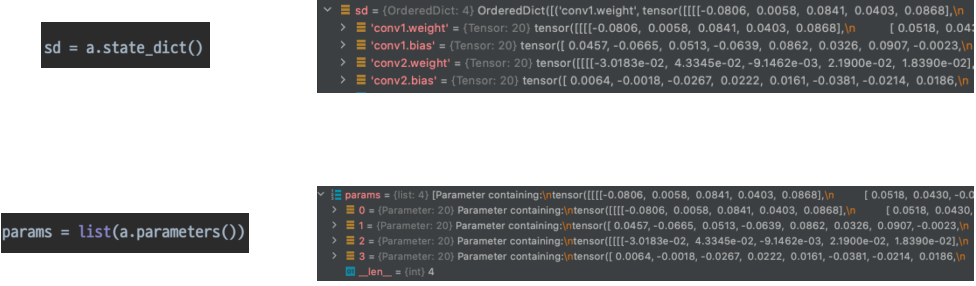 sd = a.state_dict()
sd = {OrderedDict: 4} OrderedDict([('conv1.weight', tensor([[[[-0.0806, 0.0058, 0.0841, 0.0403, 0.0868],\n
'conv1.weight' = {Tensor: 20} tensor([[[[-0.0806, 0.0058, 0.0841, 0.0403, 0.0868],\n [ 0.0518, 0.043
'conv1.bias' = {Tensor: 20} tensor([ 0.0457, -0.0665, 0.0513, -0.0639, 0.0862, 0.0326, 0.0907, -0.0023,\n
'conv2.weight' = {Tensor: 20} tensor([[[[-3.0183e-02, 4.3345e-02, -9.1462e-03, 2.1900e-02, 1.8390e-02],
'conv2.bias' = {Tensor: 20} tensor([ 0.0064, -0.0018, -0.0267, 0.0222, 0.0161, -0.0381, -0.0214, 0.0186,\n
params = list(a.parameters())
params = {list: 4} [Parameter containing:\ntensor([[[[-0.0806, 0.0058, 0.0841, 0.0403, 0.0868],\n [ 0.0518, 0.0430, -0.0
0 = {Parameter: 20} Parameter containing:\ntensor([[[[-0.0806, 0.0058, 0.0841, 0.0403, 0.0868],\n [ 0.0518, 0.0430,
1 = {Parameter: 20} Parameter containing:\ntensor([ 0.0457, -0.0665, 0.0513, -0.0639, 0.0862, 0.0326, 0.0907, -0.0023,\n
2 = {Parameter: 20} Parameter containing:\ntensor([[[[-3.0183e-02, 4.3345e-02, -9.1462e-03, 2.1900e-02, 1.8390e-02],\n
3 = {Parameter: 20} Parameter containing:\ntensor([ 0.0064, -0.0018, -0.0267, 0.0222, 0.0161, -0.0381, -0.0214, 0.0186,\n
__len__ = {int} 4